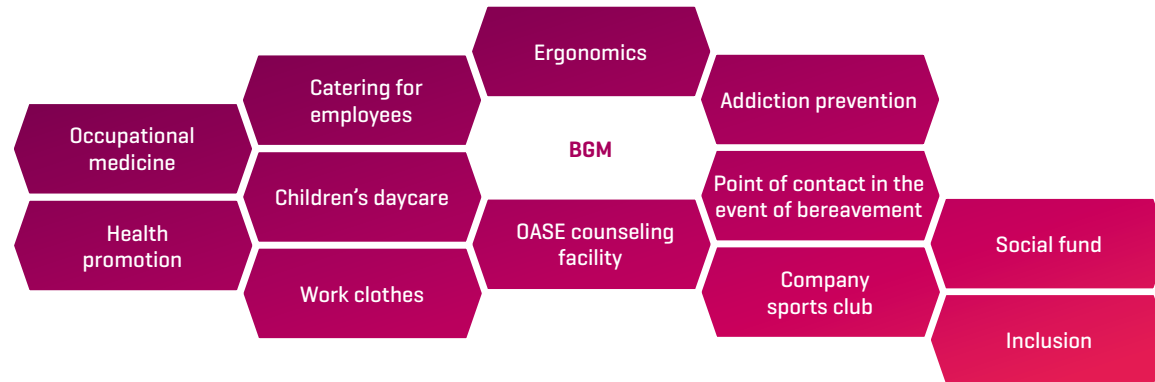 Ergonomics
Catering for
employees
Addiction prevention
Occupational
medicine
BGM
Children's daycare
Point of contact in the
event of bereavement
Health
promotion
OASE counseling
facility
Social fund
Work clothes
Company
sports club
Inclusion